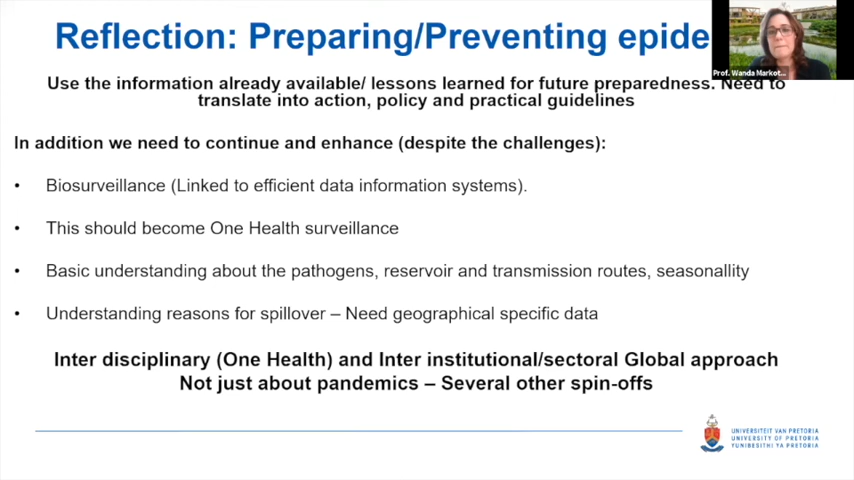 Reflection: Preparing/Preventing epide
Prof. Wanda Markot...
Use the information already available/ lessons learned for future preparedness. Need to
translate into action, policy and practical guidelines
In addition we need to continue and enhance (despite the challenges):
• Biosurveillance (Linked to efficient data information systems).
• This should become One Health surveillance
• Basic understanding about the pathogens, reservoir and transmission routes, seasonallity
• Understanding reasons for spillover – Need geographical specific data
Inter disciplinary (One Health) and Inter institutional/sectoral Global approach
Not just about pandemics – Several other spin-offs
UNIVERSITEIT VAN PRETORIA
UNIVERSITY OF PRETORIA
YUNIBESITHI YA PRETORIA